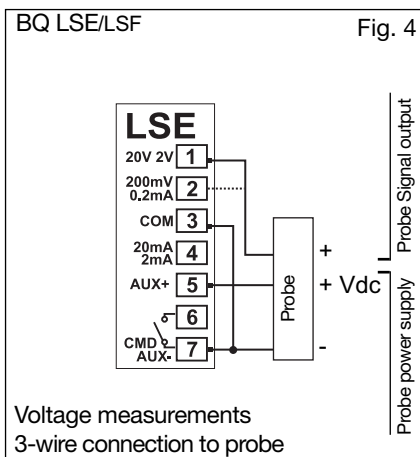 BQ LSE/LSF
Fig. 4
LSE
20V 2V 1
200mV
0.2mA 2
COM 3
20mA
2mA 4
AUX+ 5
6
CMD
AUX- 7
Probe
+
+ Vdc
-
Probe Signal output
Probe power supply
Voltage measurements
3-wire connection to probe